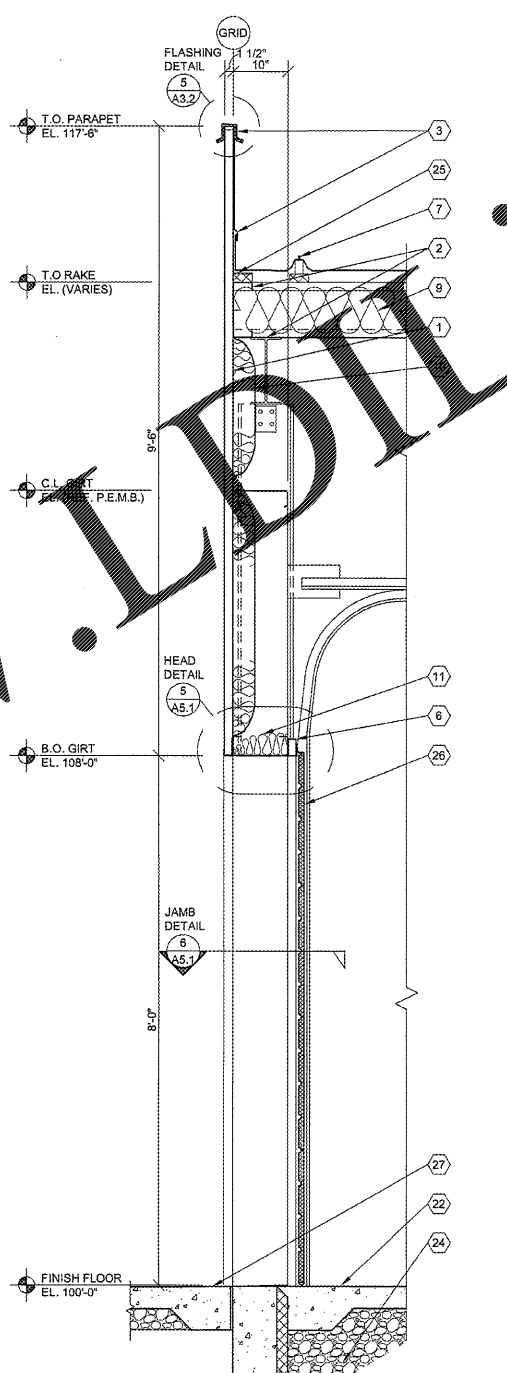 GRID
FLASHING
DETAIL
1 1/2"
10"
5
A3.2
T.O. PARAPET
EL. 117'-6"
3
25
7
2
T.O RAKE
EL. (VARIES)
9
1
9'-6"
C.L. GIRT
P.E.M.B.)
HEAD
DETAIL
5
A5.1
11
6
B.O. GIRT
EL. 108'-0"
26
JAMB
DETAIL
6
A5.1
8'-0"
27
22
24
FINISH FLOOR
EL. 100'-0"